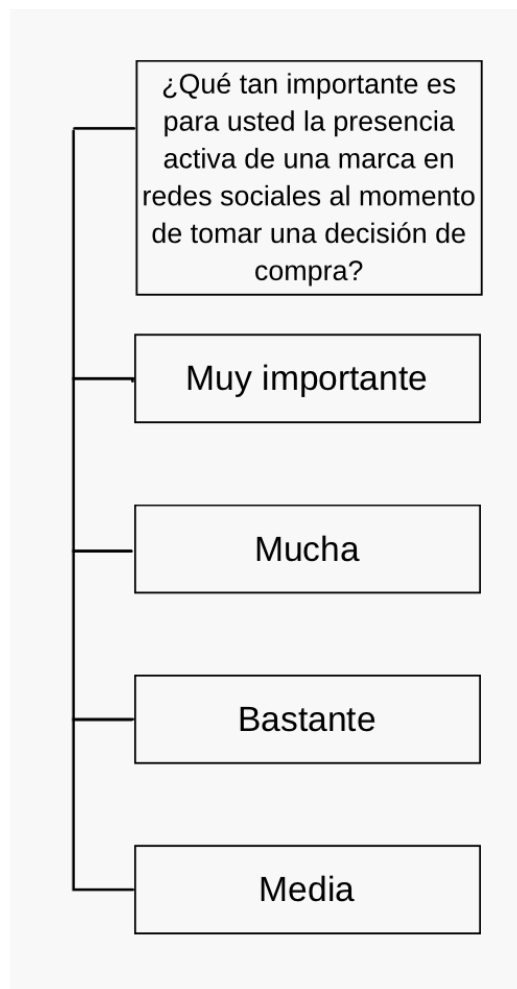 ¿Qué tan importante es
para usted la presencia
activa de una marca en
redes sociales al momento
de tomar una decisión de
compra?
Muy importante
Mucha
Bastante
Media